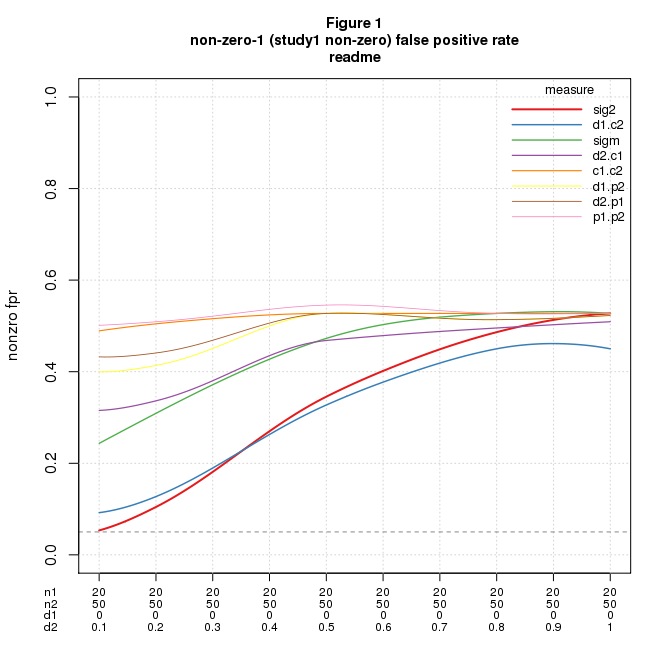 Figure 1
non-zero-1 (study1 non-zero) false positive rate
readme
measure
sig2
d1.c2
sigm
d2.c1
c1.c2
d1.p2
d2.p1
p1.p2
nonzro fpr
1.0
0.8
0.6
0.4
0.2
0.0
n1 20 20 20 20 20 20 20 20 20 20
n2 50 50 50 50 50 50 50 50 50 50
d1 0 0 0 0 0 0 0 0 0 0
d2 0.1 0.2 0.3 0.4 0.5 0.6 0.7 0.8 0.9 1